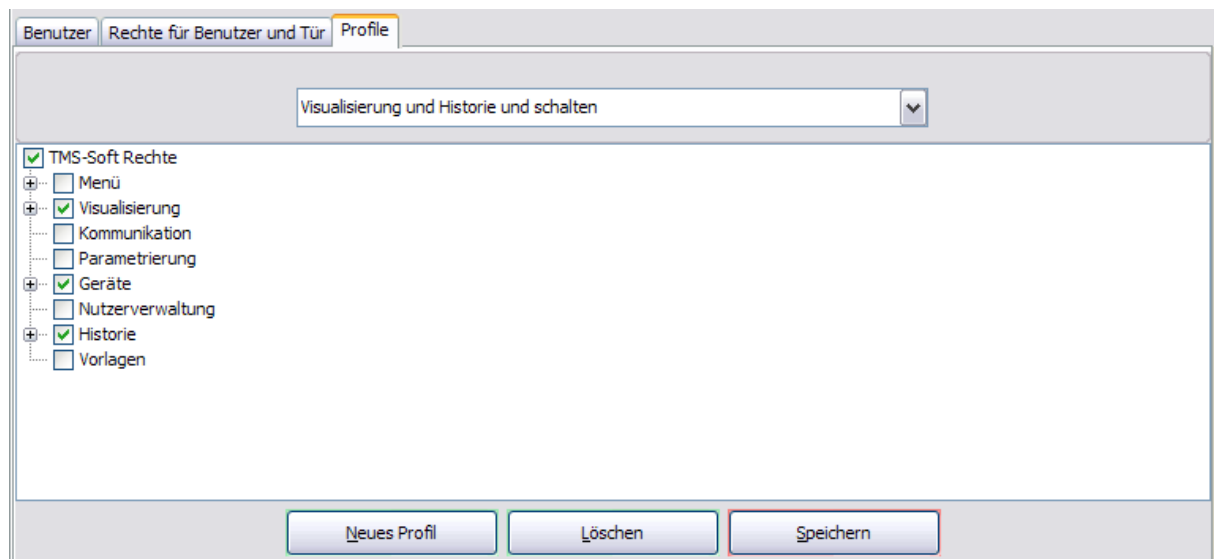 Benutzer Rechte für Benutzer und Tür Profile
Visualisierung und Historie und schalten
TMS-Soft Rechte
Menü
Visualisierung
Kommunikation
Parametrierung
Geräte
Nutzerverwaltung
Historie
Vorlagen
Neues Profil Löschen Speichern